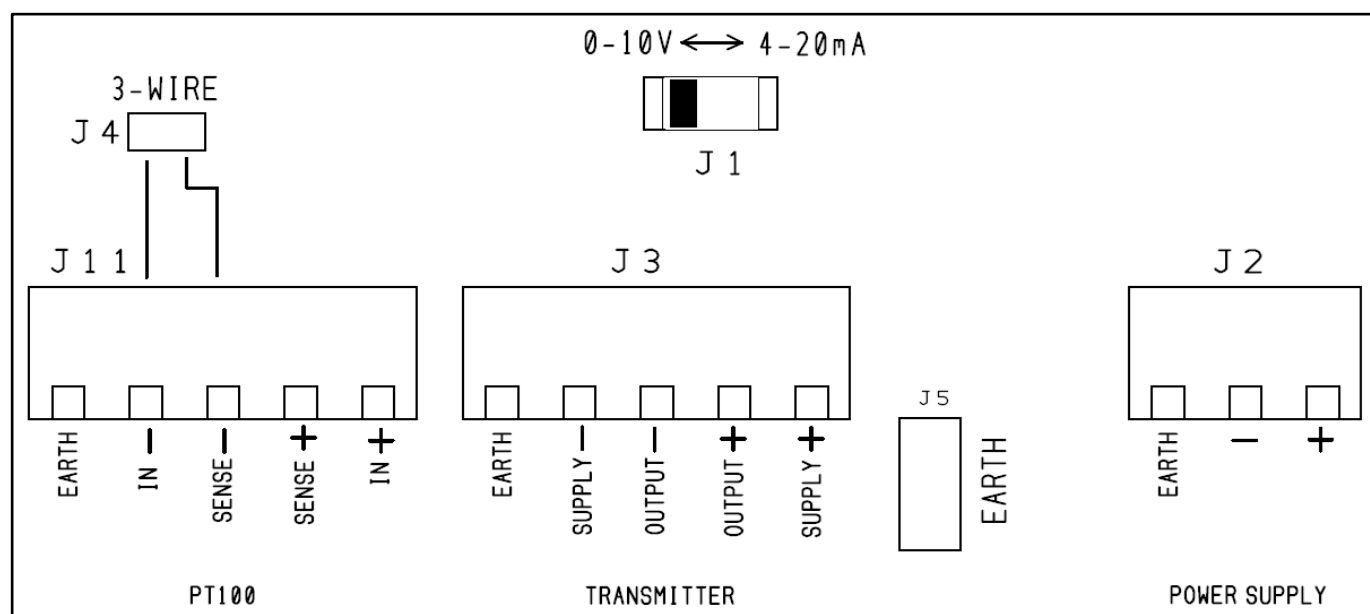 0-10V ↔ 4-20mA
3-WIRE
J4
J1
J11
J3
J2
J5
EARTH
IN -
SENSE -
SENSE +
IN +
EARTH
SUPPLY -
OUTPUT -
OUTPUT +
SUPPLY +
EARTH
EARTH
-
+
PT100
TRANSMITTER
POWER SUPPLY